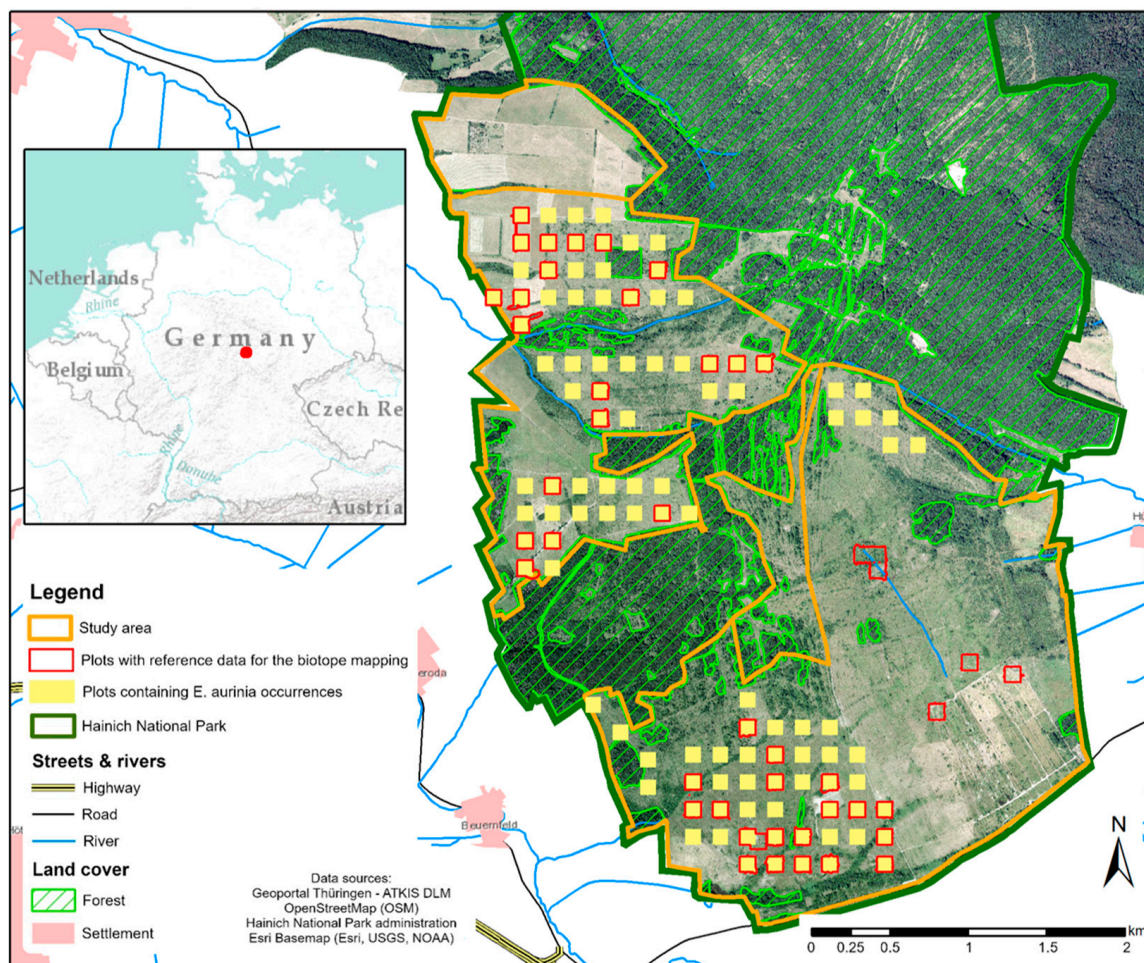 Netherlands
Rhine
Germany
Belgium
Czech Re
Rhine
Danube
Austria
Legend
Study area
Plots with reference data for the biotope mapping
Plots containing E. aurinia occurrences
Hainich National Park
Streets & rivers
Highway
Road
River
Land cover
Forest
Settlement
Data sources:
Geoportal Thüringen - ATKIS DLM
OpenStreetMap (OSM)
Hainich National Park administration
Esri Basemap (Esri, USGS, NOAA)
eroda
Beuernfeld
Hü
N
km
0 0.25 0.5 1 1.5 2